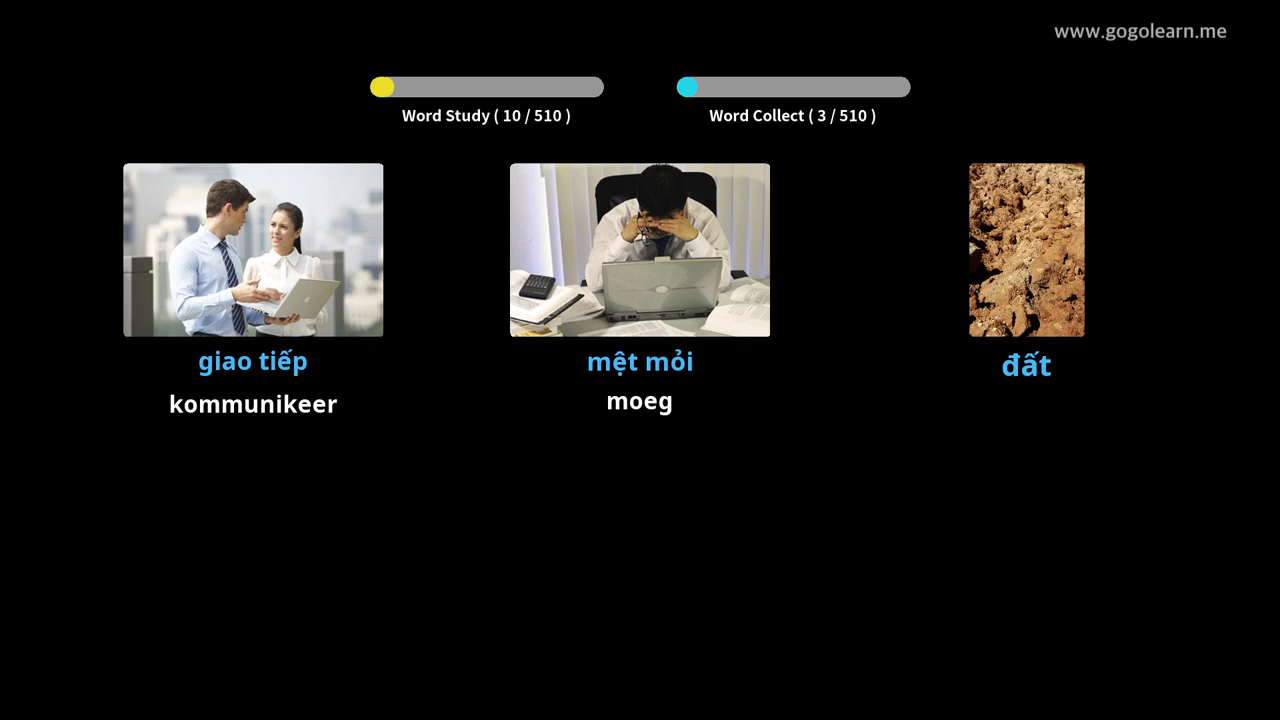 www.gogolearn.me
Word Study ( 10 / 510 )
Word Collect ( 3 / 510 )
giao tiếp
kommunikeer
mệt mỏi
moeg
đất